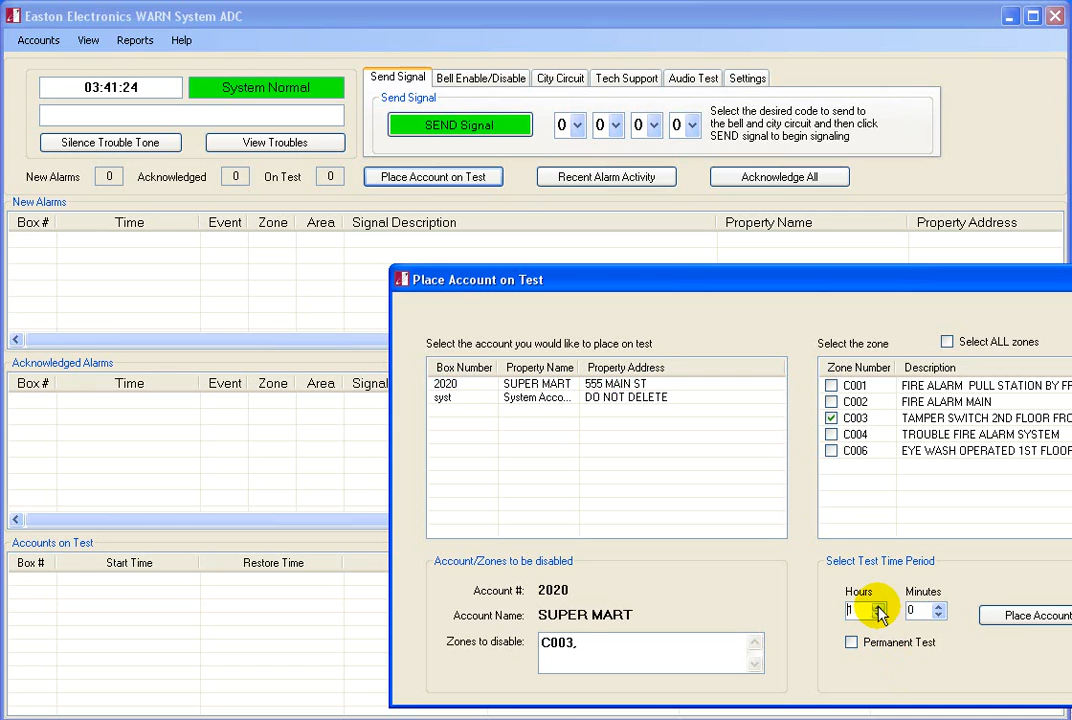 Easton Electronics WARN System ADC
Accounts View Reports Help
03:41:24 System Normal
Silence Trouble Tone View Troubles
Send Signal Bell Enable/Disable City Circuit Tech Support Audio Test Settings
Send Signal
SEND Signal 0 0 0 0
Select the desired code to send to
the bell and city circuit and then click
SEND signal to begin signaling
New Alarms 0 Acknowledged 0 On Test 0 Place Account on Test Recent Alarm Activity Acknowledge All
New Alarms
Box # Time Event Zone Area Signal Description Property Name Property Address
Acknowledged Alarms
Box # Time Event Zone Area Signal
Accounts on Test
Box # Start Time Restore Time
Place Account on Test
Select the account you would like to place on test
Box Number Property Name Property Address
2020 SUPER MART 555 MAIN ST
syst System Acco... DO NOT DELETE
Select the zone Select ALL zones
Zone Number Description
C001 FIRE ALARM PULL STATION BY FR
C002 FIRE ALARM MAIN
C003 TAMPER SWITCH 2ND FLOOR FRO
C004 TROUBLE FIRE ALARM SYSTEM
C006 EYE WASH OPERATED 1ST FLOOR
Account/Zones to be disabled
Account #: 2020
Account Name: SUPER MART
Zones to disable: C003,
Select Test Time Period
Hours Minutes
1 0 Place Account
Permanent Test